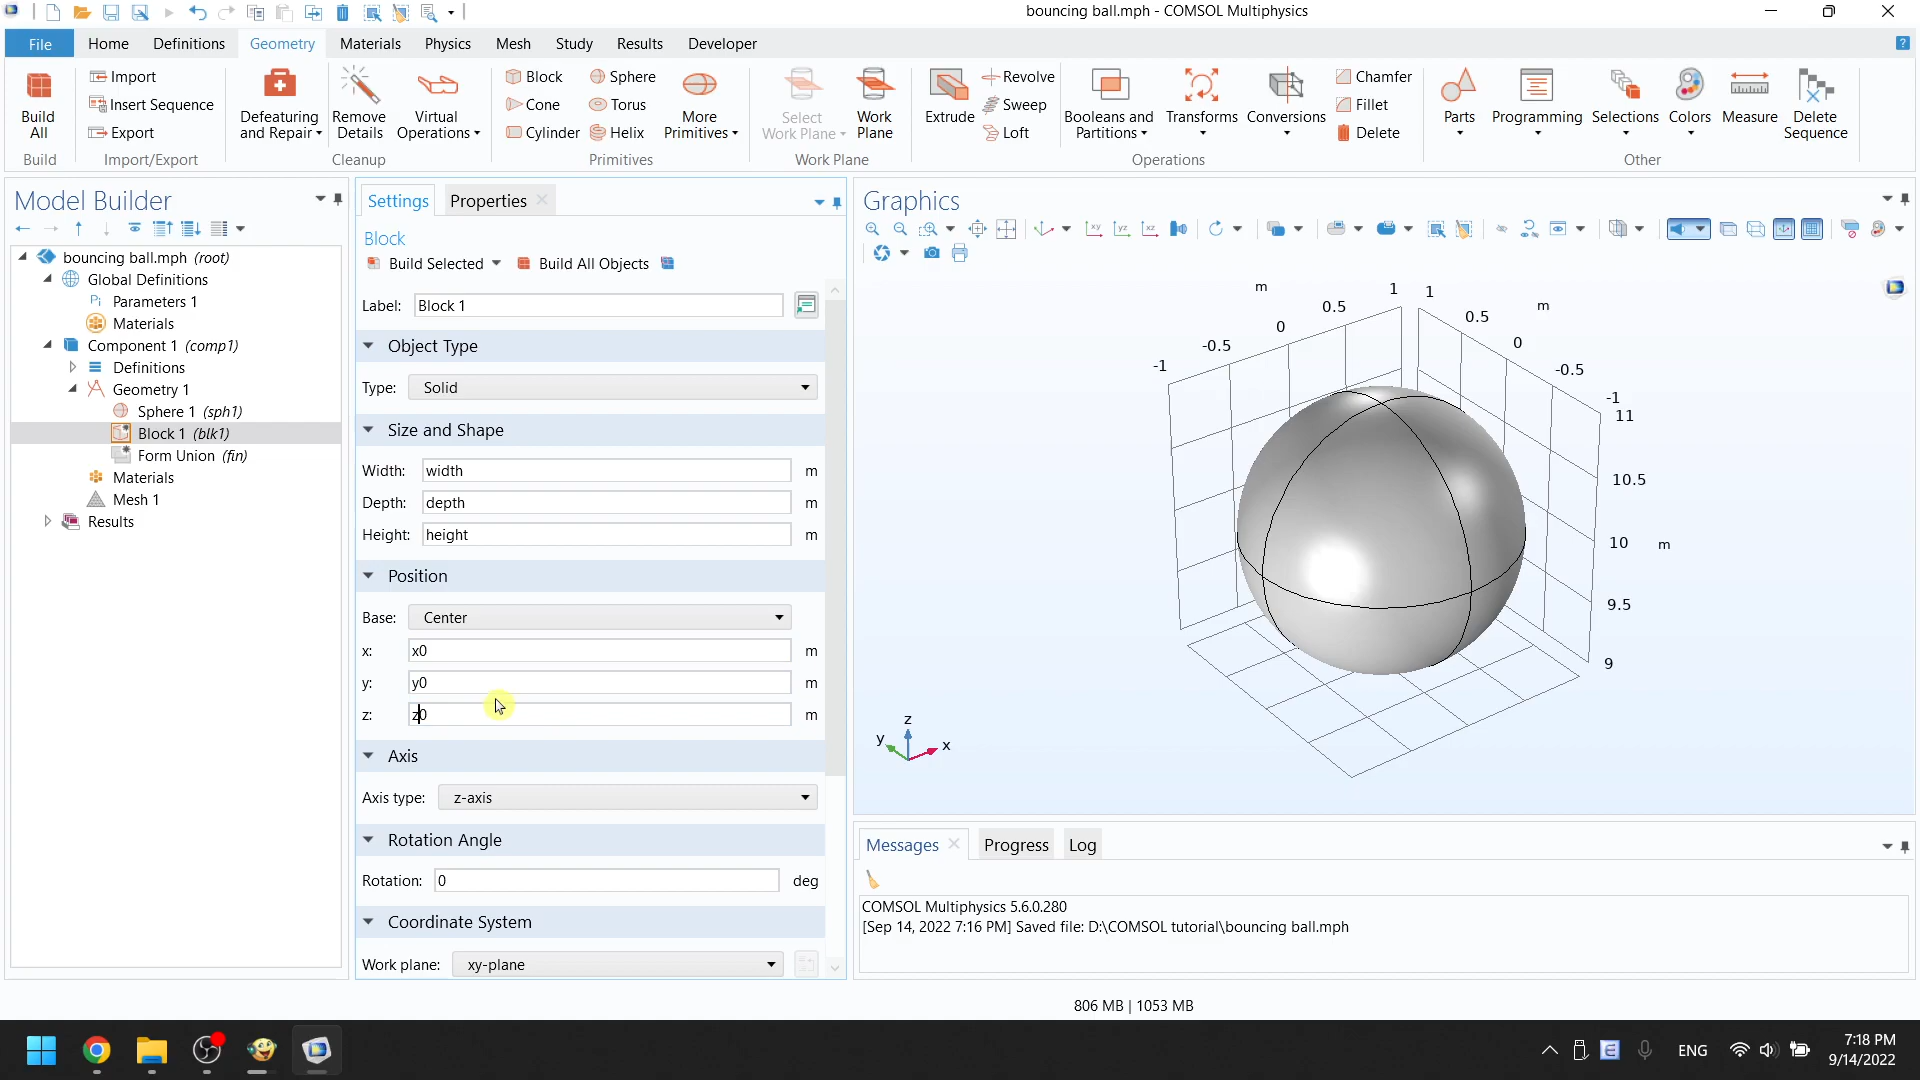 bouncing ball.mph - COMSOL Multiphysics
File Home Definitions Geometry Materials Physics Mesh Study Results Developer
Build All
Build
Import
Insert Sequence
Export
Import/Export
Defeaturing and Repair
Remove Details
Virtual Operations
Cleanup
Block
Cone
Cylinder
Sphere
Torus
Helix
More Primitives
Primitives
Select Work Plane
Work Plane
Work Plane
Extrude
Revolve
Sweep
Loft
Booleans and Partitions
Transforms
Conversions
Chamfer
Fillet
Delete
Operations
Parts
Programming
Selections
Colors
Measure
Delete Sequence
Other
Model Builder
bouncing ball.mph (root)
Global Definitions
Pi Parameters 1
Materials
Component 1 (comp1)
Definitions
Geometry 1
Sphere 1 (sph1)
Block 1 (blk1)
Form Union (fin)
Materials
Mesh 1
Results
Settings Properties
Block
Build Selected Build All Objects
Label: Block 1
Object Type
Type: Solid
Size and Shape
Width: width m
Depth: depth m
Height: height m
Position
Base: Center
x: x0 m
y: y0 m
z: z0 m
Axis
Axis type: z-axis
Rotation Angle
Rotation: 0 deg
Coordinate System
Work plane: xy-plane
Graphics
xy yz xz
m 1 1
0.5 m
0 0.5
-0.5 0
-1 -0.5
-1
11
10.5
10 m
9.5
9
z
y x
Messages Progress Log
COMSOL Multiphysics 5.6.0.280
[Sep 14, 2022 7:16 PM] Saved file: D:\COMSOL tutorial\bouncing ball.mph
806 MB | 1053 MB
ENG
7:18 PM
9/14/2022